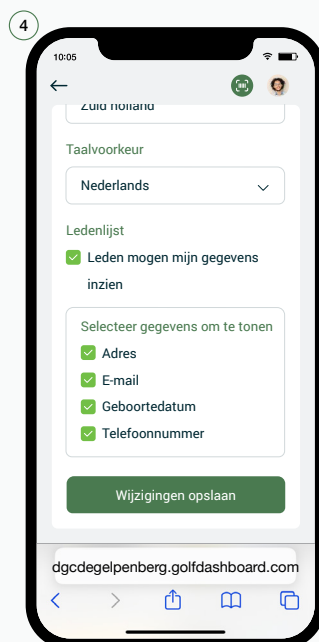 4
10:05
Zuid holland
Taalvoorkeur
Nederlands
Ledenlijst
Leden mogen mijn gegevens
inzien
Selecteer gegevens om te tonen
Adres
E-mail
Geboortedatum
Telefoonnummer
Wijzigingen opslaan
dgcdegelpenberg.golfdashboard.com